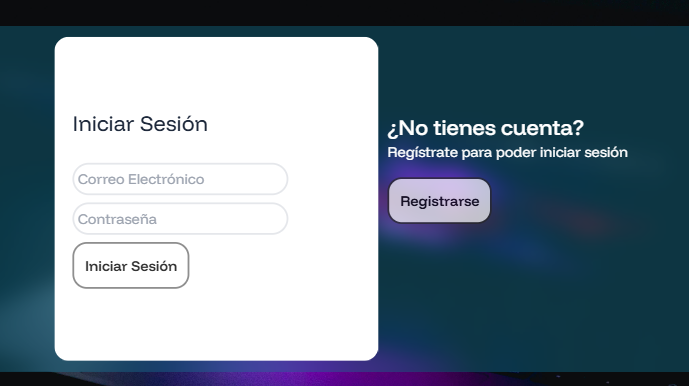 Iniciar Sesión
Correo Electrónico
Contraseña
Iniciar Sesión
¿No tienes cuenta?
Regístrate para poder iniciar sesión
Registrarse